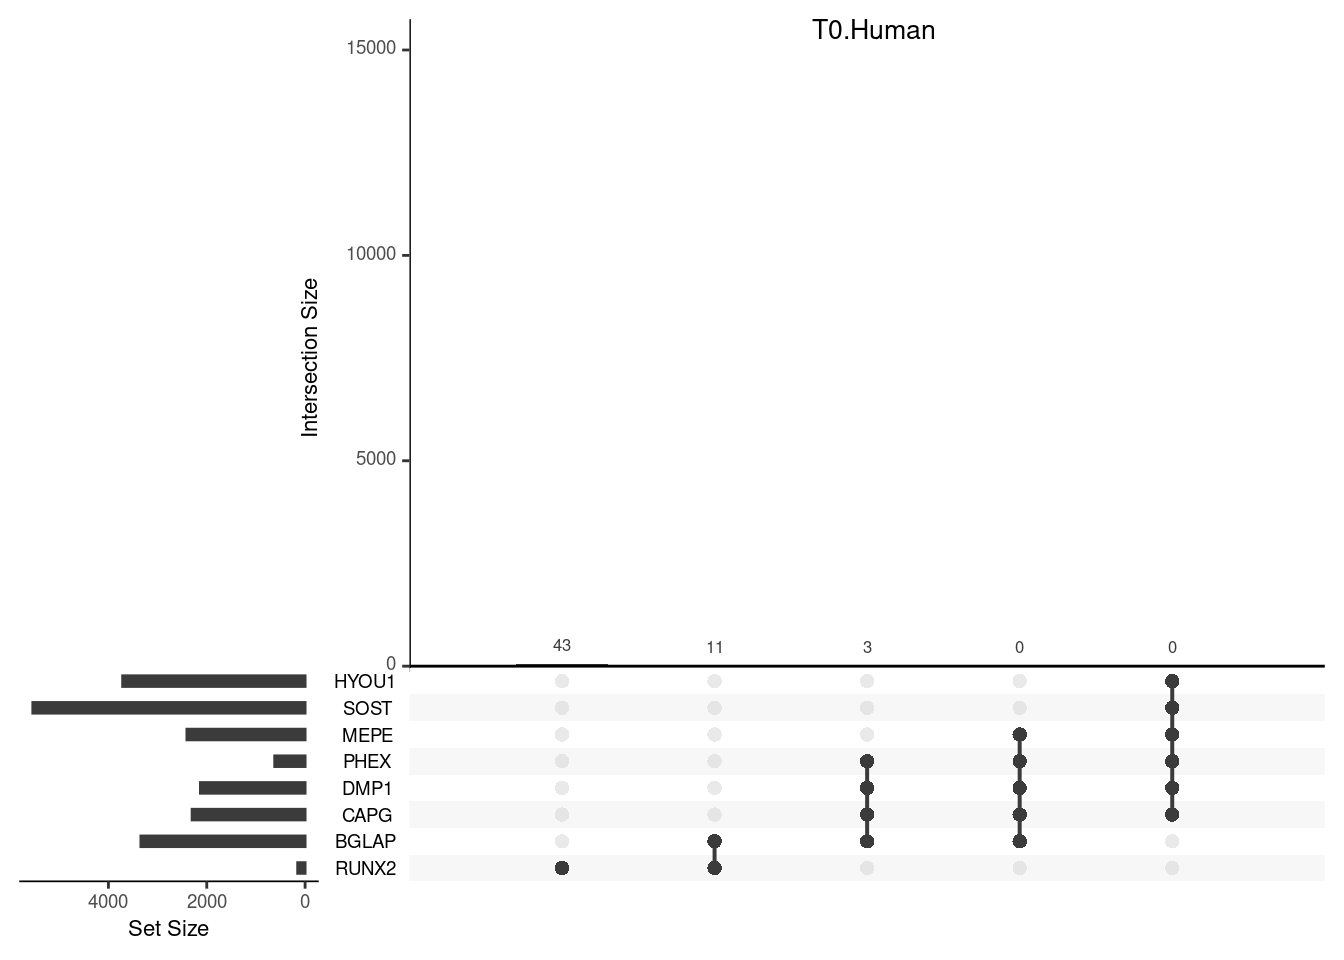 T0.Human
15000
10000
5000
0
Intersection Size
43
11
3
0
0
HYOU1
SOST
MEPE
PHEX
DMP1
CAPG
BGLAP
RUNX2
4000
2000
0
Set Size